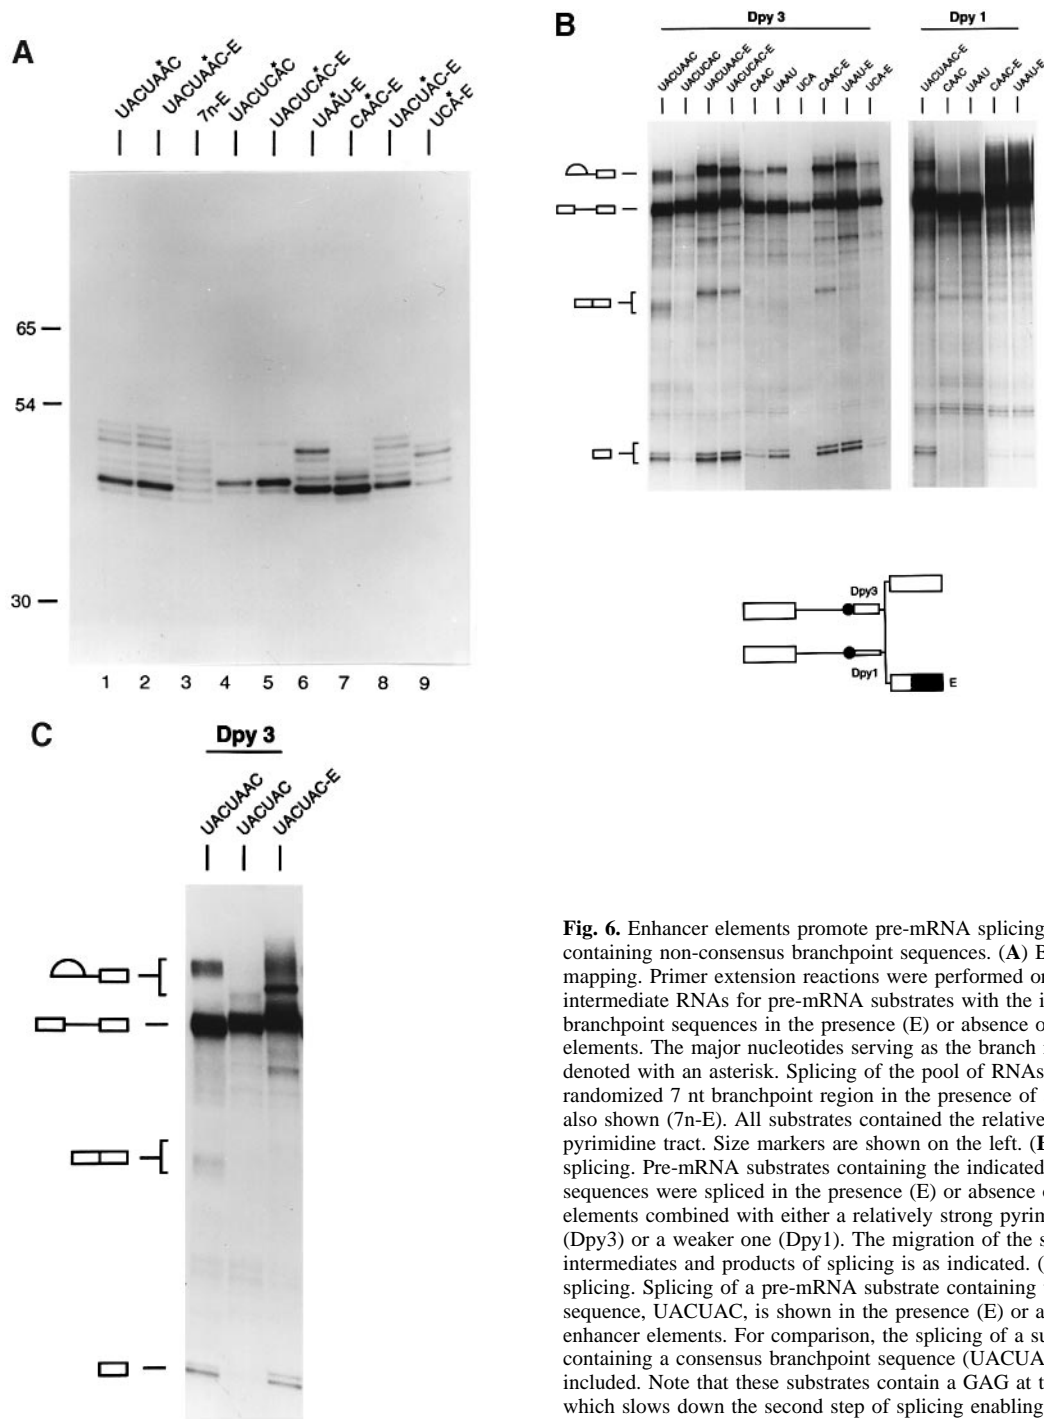 A
UACUAAC
UACUAAC-E
7n-E
UACUCAC
UACUCAC-E
UAAU-E
CAAC-E
UACUAC-E
UCA-E
65
54
30
1 2 3 4 5 6 7 8 9
B
Dpy 3
UACUAAC
UACUCAC
UACUAAC-E
UACUCAC-E
CAAC
UAAU
UCA
CAAC-E
UAAU-E
UCA-E
Dpy 1
UACUAAC-E
CAAC
UAAU
CAAC-E
UAAU-E
Dpy3
Dpy1
E
C
Dpy 3
UACUAAC
UACUAC
UACUAC-E
Fig. 6. Enhancer elements promote pre-mRNA splicing
containing non-consensus branchpoint sequences. (A) B
mapping. Primer extension reactions were performed or
intermediate RNAs for pre-mRNA substrates with the i
branchpoint sequences in the presence (E) or absence o
elements. The major nucleotides serving as the branch
denoted with an asterisk. Splicing of the pool of RNAs
randomized 7 nt branchpoint region in the presence of
also shown (7n-E). All substrates contained the relative
pyrimidine tract. Size markers are shown on the left. (
splicing. Pre-mRNA substrates containing the indicated
sequences were spliced in the presence (E) or absence
elements combined with either a relatively strong pyrim
(Dpy3) or a weaker one (Dpy1). The migration of the s
intermediates and products of splicing is as indicated. (
splicing. Splicing of a pre-mRNA substrate containing
sequence, UACUAC, is shown in the presence (E) or a
enhancer elements. For comparison, the splicing of a su
containing a consensus branchpoint sequence (UACUA
included. Note that these substrates contain a GAG at t
which slows down the second step of splicing enabling